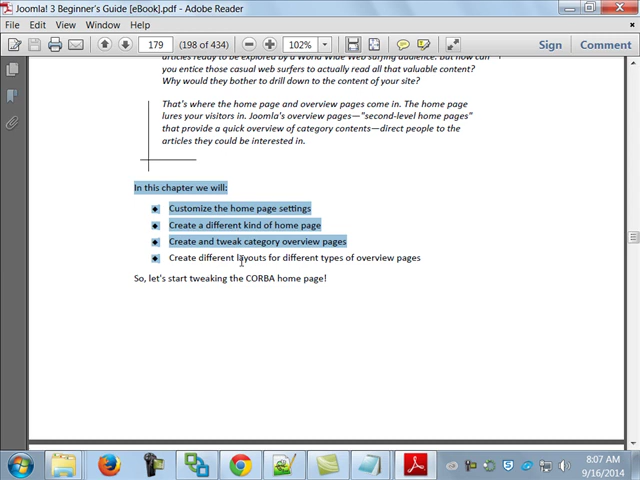 Joomla! 3 Beginner's Guide [eBook].pdf - Adobe Reader
File Edit View Window Help
179 (198 of 434) 102% Sign Comment
articles ready to be explored by a World Wide Web surfing audience. But how can
you entice those casual web surfers to actually read all that valuable content?
Why would they bother to drill down to the content of your site?
That's where the home page and overview pages come in. The home page
lures your visitors in. Joomla's overview pages—"second-level home pages"
that provide a quick overview of category contents—direct people to the
articles they could be interested in.
In this chapter we will:
◆ Customize the home page settings
◆ Create a different kind of home page
◆ Create and tweak category overview pages
◆ Create different layouts for different types of overview pages
So, let's start tweaking the CORBA home page!
8:07 AM
9/16/2014